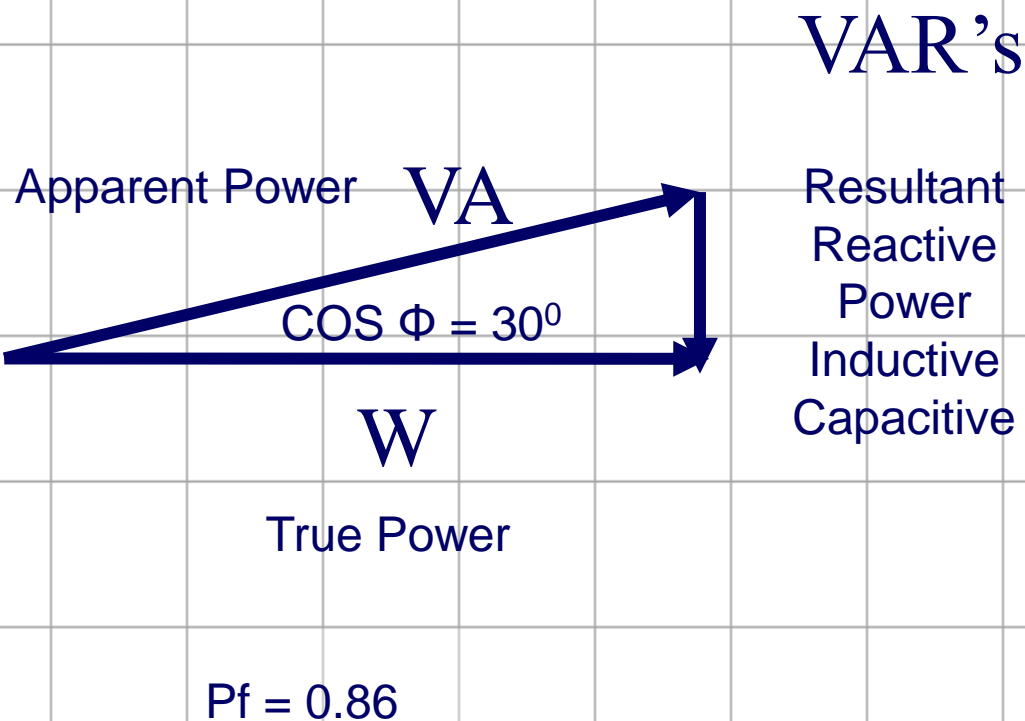 VAR’s
Apparent Power
VA
Resultant
Reactive
Power
Inductive
Capacitive
COS Φ = 30⁰
W
True Power
Pf = 0.86